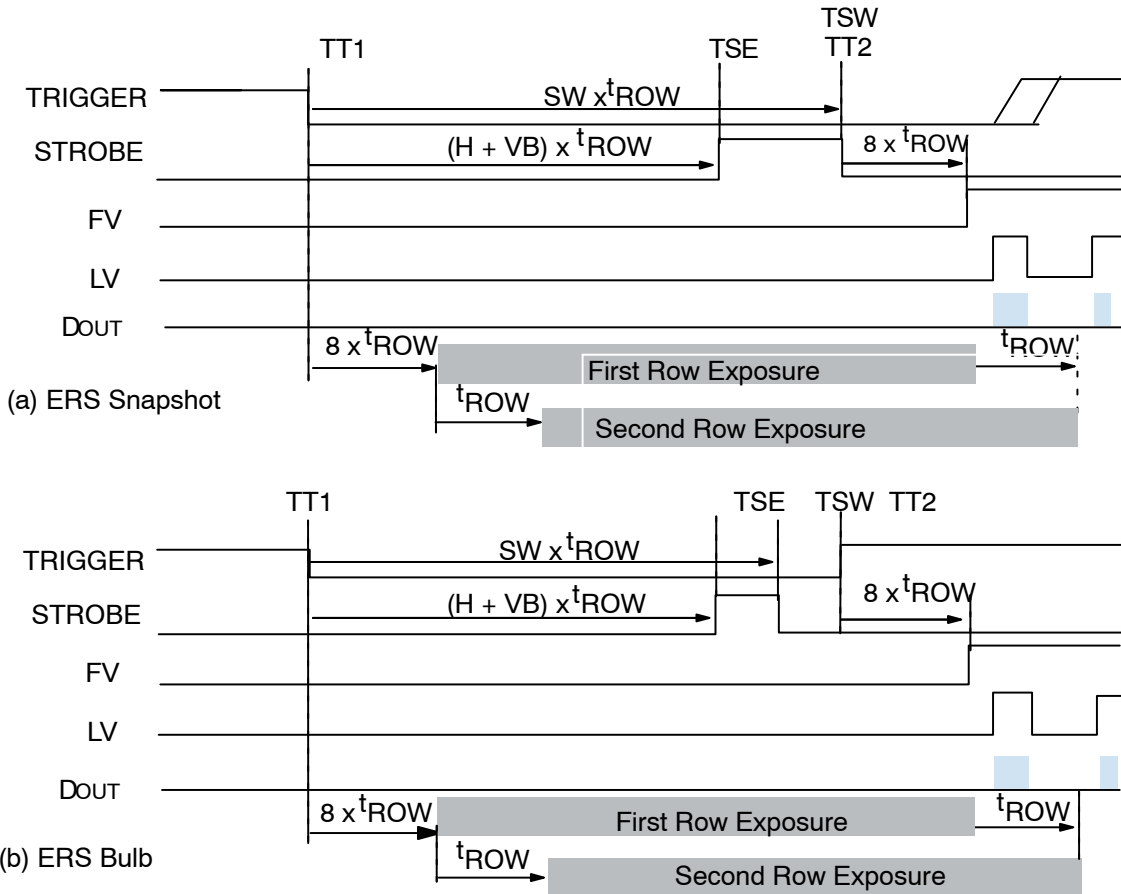 TSW
TT1 TSE TT2
TRIGGER
SW x tROW
STROBE
(H + VB) x tROW
8 x tROW
FV
LV
DOUT
8 x tROW
First Row Exposure
tROW
(a) ERS Snapshot
tROW
Second Row Exposure
TT1 TSE TSW TT2
TRIGGER
SW x tROW
STROBE
(H + VB) x tROW
8 x tROW
FV
LV
DOUT
8 x tROW
First Row Exposure
tROW
(b) ERS Bulb
tROW
Second Row Exposure